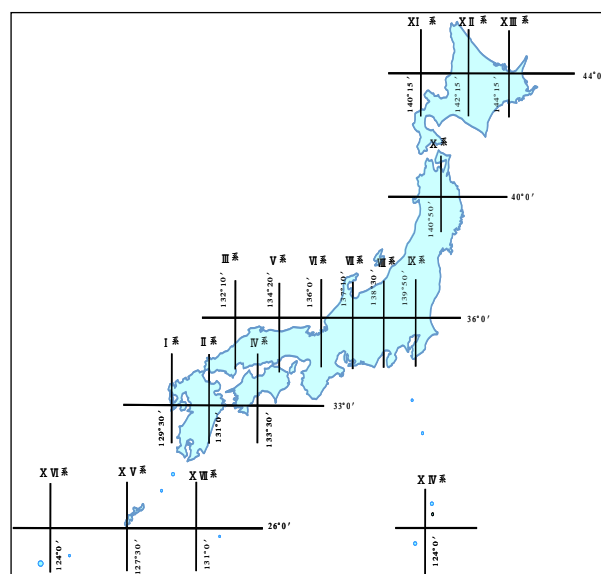 XI 系
XII 系
XIII 系
140°15′
142°15′
144°15′
44°0
X 系
40°0′
140°50′
III 系
V 系
VI 系
VII 系
VIII 系
IX 系
132°10′
134°20′
136°0′
137°10′
138°30′
139°50′
36°0′
I 系
II 系
IV 系
33°0′
129°30′
131°0′
133°30′
XVI 系
XV 系
XVII 系
XIV 系
26°0′
124°0′
127°30′
131°0′
124°0′